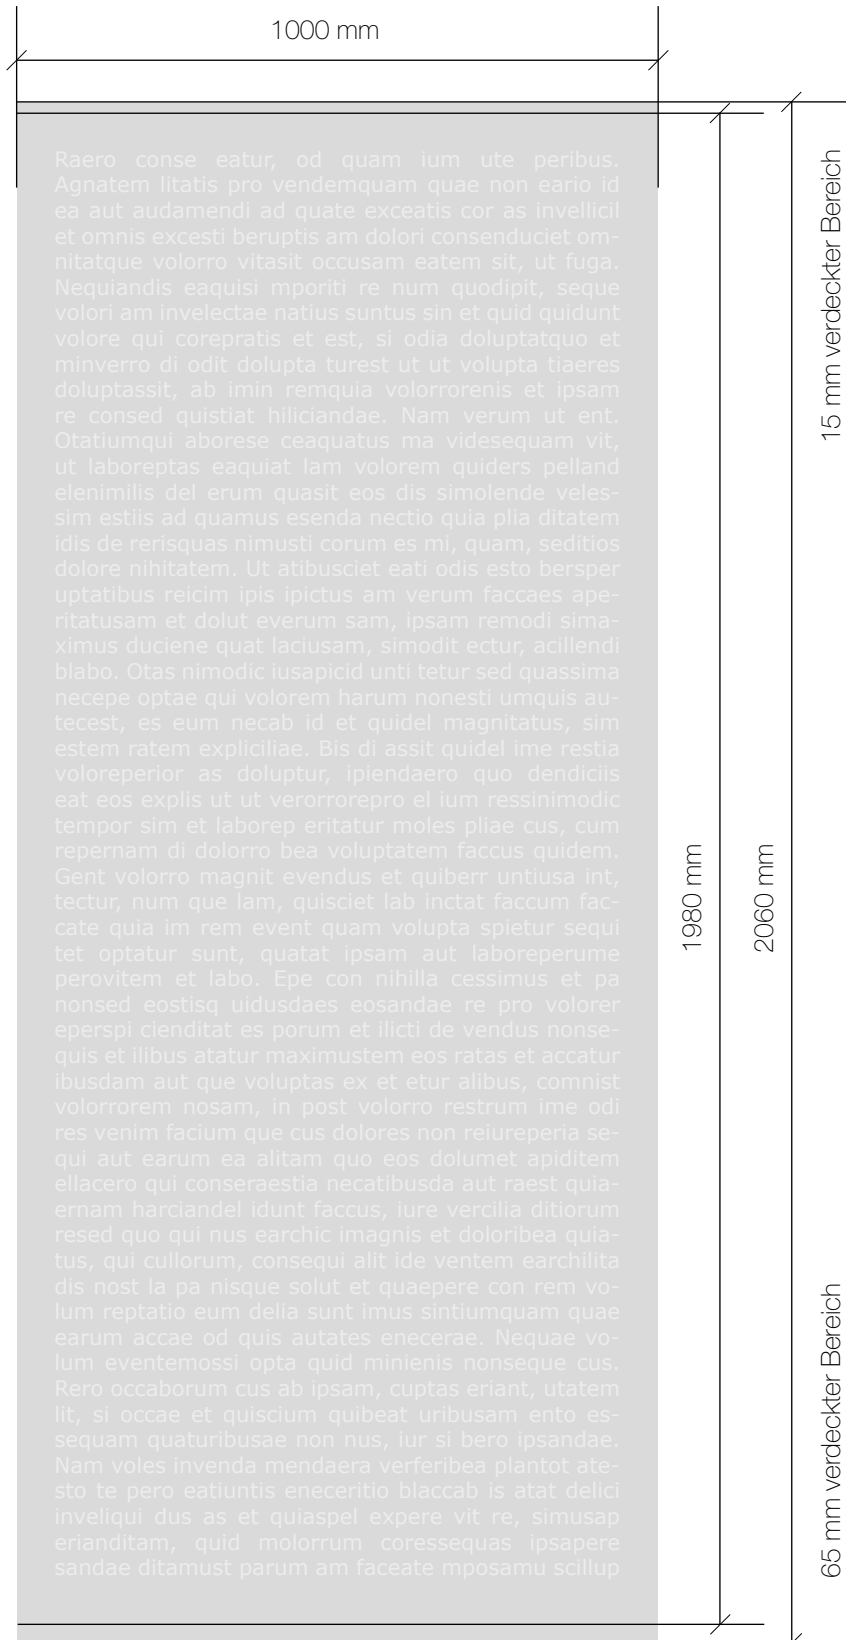 1000 mm
Raero conse eatur, od quam ium ute peribus.
Agnatem litatis pro vendemquam quae non eario id
ea aut audamendi ad quate exceatis cor as invellicil
et omnis excesti beruptis am dolori consenduciet om-
nitatque volorro vitasit occusam eatem sit, ut fuga.
Nequiandis eaquisi mporiti re num quodipit, seque
volori am invelectae natius suntus sin et quid quidunt
volore qui corepratis et est, si odia doluptatquo et
minverro di odit dolupta turest ut ut volupta tiaeres
doluptassit, ab imin remquia volorrorenis et ipsam
re consed quistiat hiliciandae. Nam verum ut ent.
Otatiumqui aborese ceaquatus ma videsequam vit,
ut laboreptas eaquiat lam volorem quiders pelland
elenimilis del erum quasit eos dis simolende veles-
sim estiis ad quamus esenda nectio quia plia ditatem
idis de rerisquas nimusti corum es mi, quam, seditios
dolore nihitatem. Ut atibusciet eati odis esto bersper
uptatibus reicim ipis ipictus am verum faccaes ape-
ritatusam et dolut everum sam, ipsam remodi sima-
ximus duciene quat laciusam, simodit ectur, acillendi
blabo. Otas nimodic iusapicid unti tetur sed quassima
necepe optae qui volorem harum nonesti umquis au-
tecest, es eum necab id et quidel magnitatus, sim
estem ratem expliciliae. Bis di assit quidel ime restia
voloreperior as doluptur, ipiendaero quo dendiciis
eat eos explis ut ut verorrorepro el ium ressinimodic
tempor sim et laborep eritatur moles pliae cus, cum
repernam di dolorro bea voluptatem faccus quidem.
Gent volorro magnit evendus et quiberr untiusa int,
tectur, num que lam, quisciet lab inctat faccum fac-
cate quia im rem event quam volupta spietur sequi
tet optatur sunt, quatat ipsam aut laboreperume
perovitem et labo. Epe con nihilla cessimus et pa
nonsed eostisq uidusdaes eosandae re pro volorer
eperspi cienditat es porum et ilicti de vendus nonse-
quis et ilibus atatur maximustem eos ratas et accatur
ibusdam aut que voluptas ex et etur alibus, comnist
volorrorem nosam, in post volorro restrum ime odi
res venim facium que cus dolores non reiureperia se-
qui aut earum ea alitam quo eos dolumet apiditem
ellacero qui conseraestia necatibusda aut raest quia-
ernam harciandel idunt faccus, iure vercilia ditiorum
resed quo qui nus earchic imagnis et doloribea quia-
tus, qui cullorum, consequi alit ide ventem earchilita
dis nost la pa nisque solut et quaepere con rem vo-
lum reptatio eum delia sunt imus sintiumquam quae
earum accae od quis autates enecerae. Nequae vo-
lum eventemossi opta quid minienis nonseque cus.
Rero occaborum cus ab ipsam, cuptas eriant, utatem
lit, si occae et quiscium quibeat uribusam ento es-
sequam quaturibusae non nus, iur si bero ipsandae.
Nam voles invenda mendaera verferibea plantot ate-
sto te pero eatiuntis eneceritio blaccab is atat delici
inveliqui dus as et quiaspel expere vit re, simusap
erianditam, quid molorrum coressequas ipsapere
sandae ditamust parum am faceate mposamu scillup
1980 mm
2060 mm
15 mm verdeckter Bereich
65 mm verdeckter Bereich